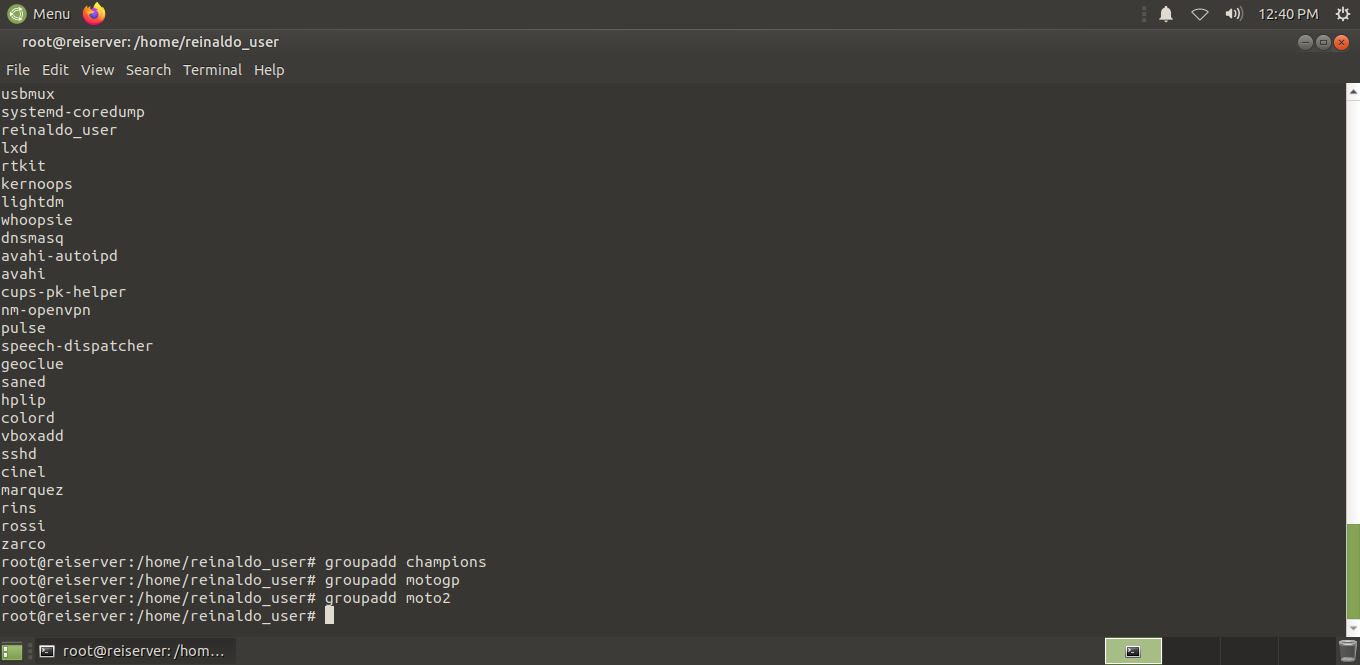 Menu
12:40 PM
root@reiserver: /home/reinaldo_user
File Edit View Search Terminal Help
usbmux
systemd-coredump
reinaldo_user
lxd
rtkit
kernoops
lightdm
whoopsie
dnsmasq
avahi-autoipd
avahi
cups-pk-helper
nm-openvpn
pulse
speech-dispatcher
geoclue
saned
hplip
colord
vboxadd
sshd
cinel
marquez
rins
rossi
zarco
root@reiserver:/home/reinaldo_user# groupadd champions
root@reiserver:/home/reinaldo_user# groupadd motogp
root@reiserver:/home/reinaldo_user# groupadd moto2
root@reiserver:/home/reinaldo_user#
root@reiserver: /hom...